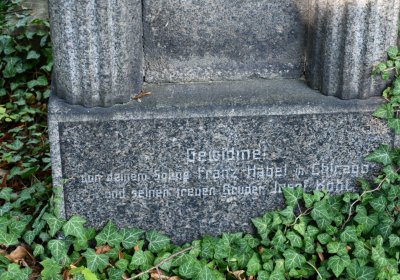 Gewidmet
von deinem Sohne Franz Habel in Chicago
und seinen treuen Bruder Josef